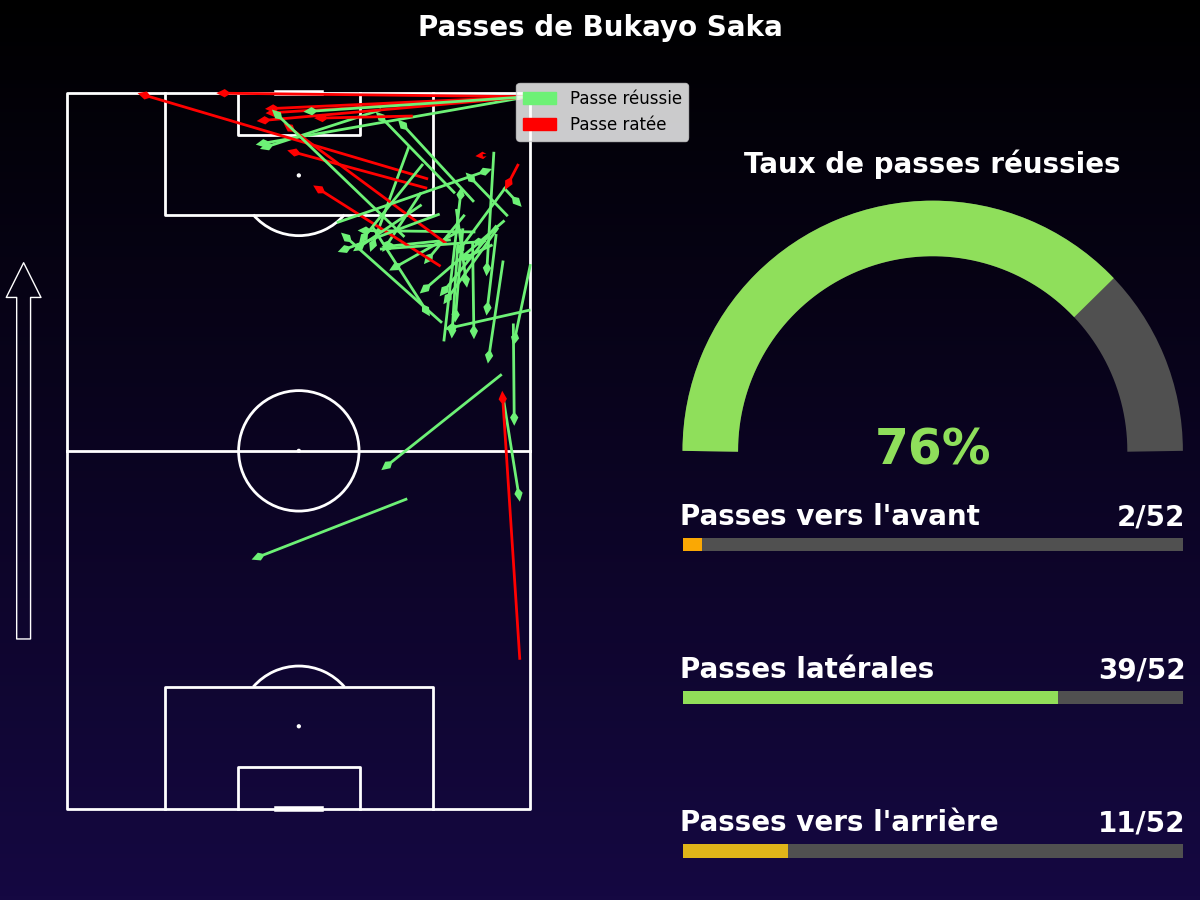 Passes de Bukayo Saka
Passe réussie
Passe ratée
Taux de passes réussies
76%
Passes vers l'avant 2/52
Passes latérales 39/52
Passes vers l'arrière 11/52